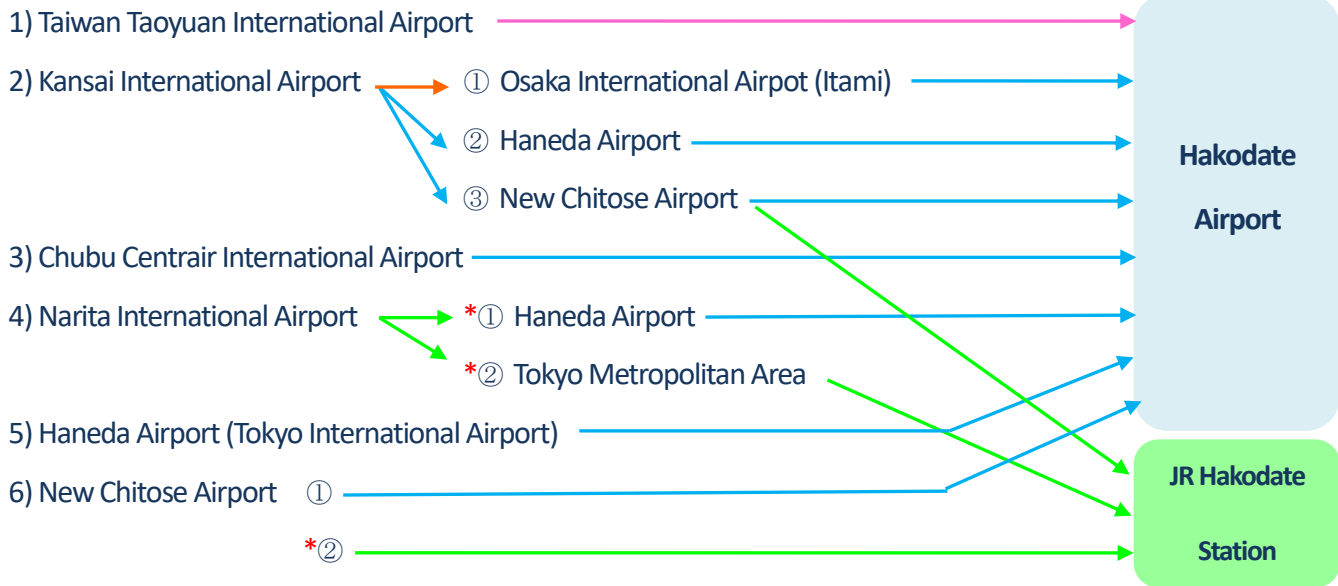 1) Taiwan Taoyuan International Airport
2) Kansai International Airport
① Osaka International Airpot (Itami)
② Haneda Airport
③ New Chitose Airport
3) Chubu Centrair International Airport
4) Narita International Airport
*① Haneda Airport
*② Tokyo Metropolitan Area
5) Haneda Airport (Tokyo International Airport)
6) New Chitose Airport ①
*②
Hakodate
Airport
JR Hakodate
Station